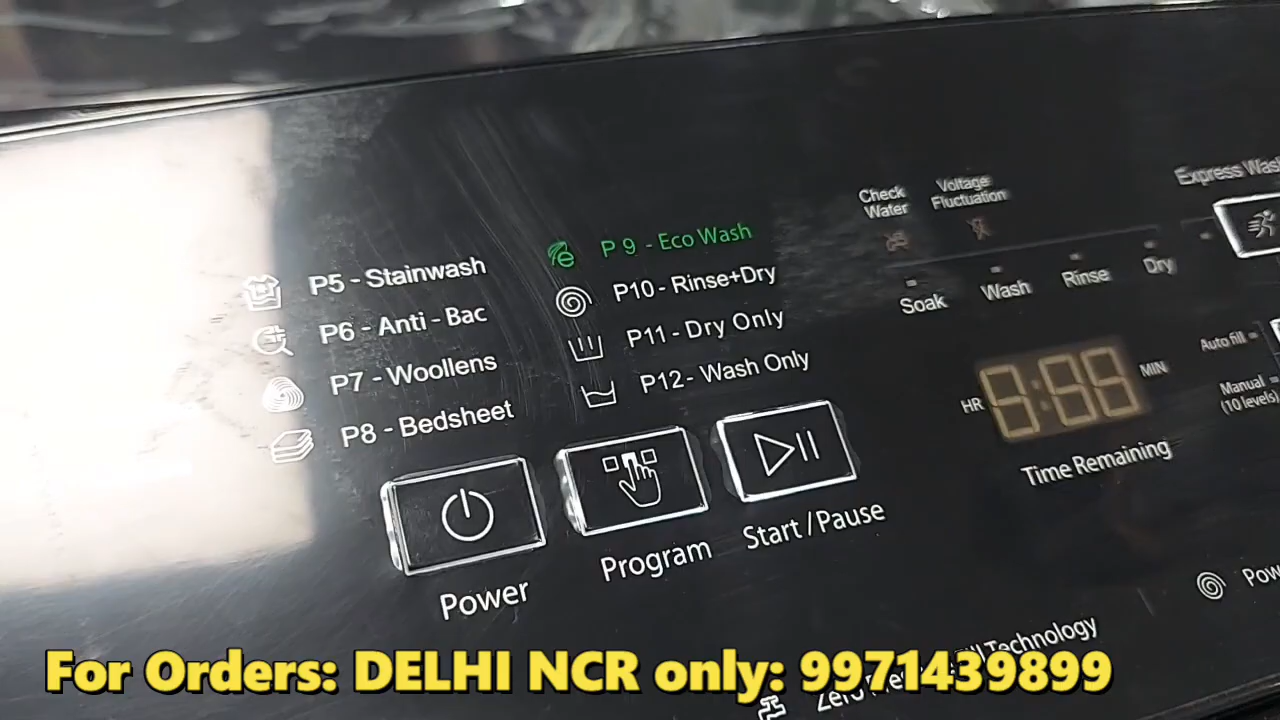 P5 - Stainwash
P6 - Anti - Bac
P7 - Woollens
P8 - Bedsheet
P 9 - Eco Wash
P10 - Rinse+Dry
P11 - Dry Only
P12 - Wash Only
Check
Water
Voltage
Fluctuation
Express Wash
Soak
Wash
Rinse
Dry
HR
MIN
Time Remaining
Auto fill
Manual
(10 levels)
Power
Program
Start / Pause
Technology
Zero
For Orders: DELHI NCR only: 9971439899